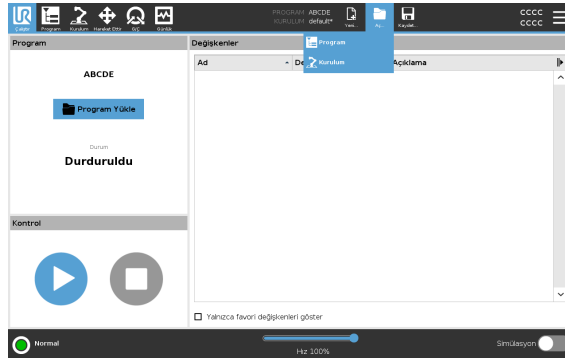 PROGRAM ABCDE
KURULUM default*
Çalıştır
Program
Kurulum
Hareket Ettir
G/Ç
Günlük
Yeni...
Aç...
Kaydet...
CCCC
CCCC
Program
Kurulum
Program
ABCDE
Program Yükle
Durum
Durduruldu
Kontrol
Değişkenler
Ad
De
Açıklama
Yalnızca favori değişkenleri göster
Normal
Hız 100%
Simülasyon